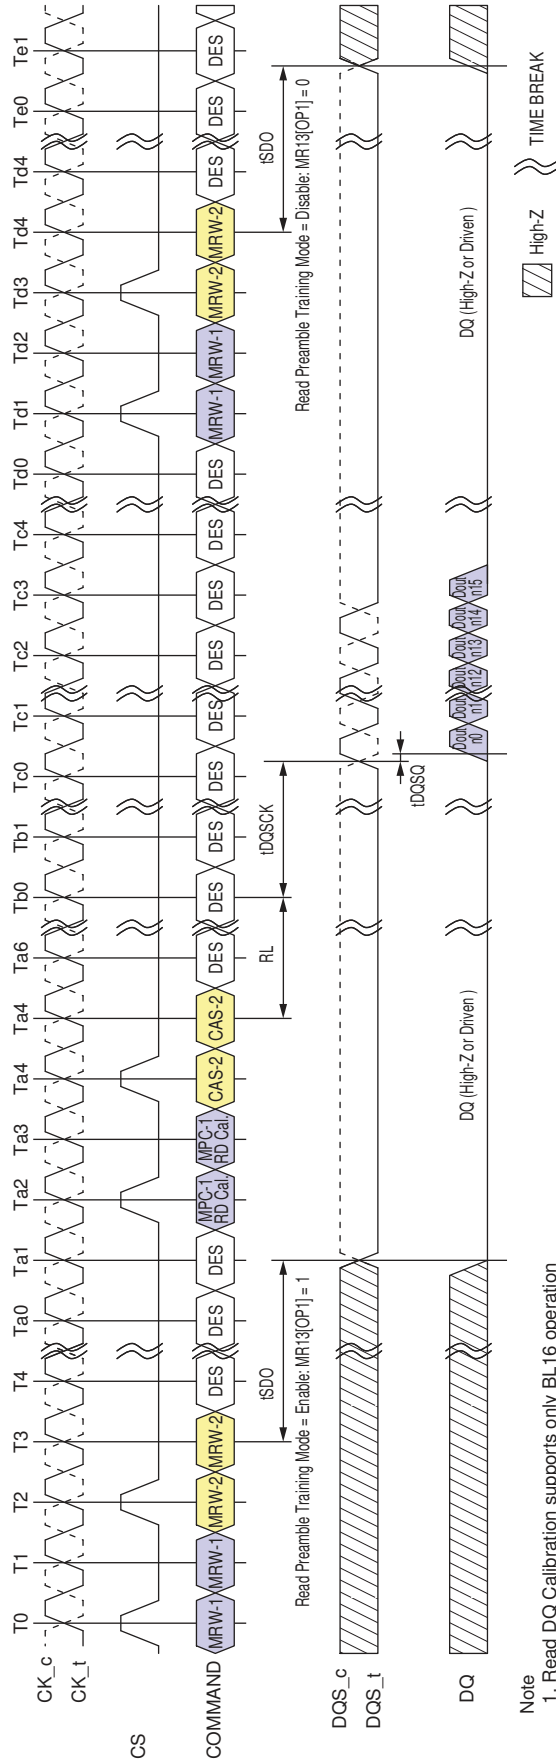 T0 T1 T2 T3 T4 Ta0 Ta1 Ta2 Ta3 Ta4 Ta4 Ta6 Tb0 Tb1 Tc0 Tc1 Tc2 Tc3 Tc4 Td0 Td1 Td2 Td3 Td4 Td4 Te0 Te1
CK_c
CK_t
CS
COMMAND
MRW-1 MRW-1 MRW-2 MRW-2 DES DES DES MPC-1 RD Cal. MPC-1 RD Cal. CAS-2 CAS-2 DES DES DES DES DES DES DES DES DES MRW-1 MRW-1 MRW-2 MRW-2 DES DES DES
tSDO
RL
tDQSCK
tSDO
Read Preamble Training Mode = Enable: MR13[OP1] = 1
Read Preamble Training Mode = Disable: MR13[OP1] = 0
DQS_c
DQS_t
tDQSQ
DQ
DQ (High-Z or Driven )
Dout n0 Dout n1 Dout n12 Dout n13 Dout n14 Dout n15
DQ (High-Z or Driven )
High-Z
TIME BREAK
Note
1. Read DQ Calibration supports only BL16 operation